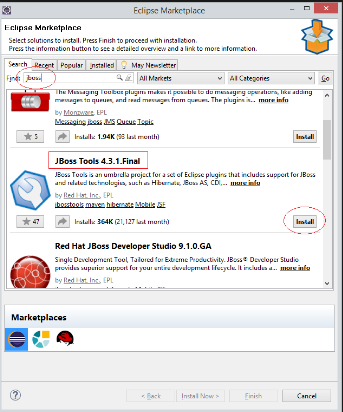 Eclipse Marketplace
Eclipse Marketplace
Select solutions to install. Press Finish to proceed with installation.
Press the information button to see a detailed overview and a link to more information.
Search Recent Popular Installed May Newsletter
Find: jboss All Markets All Categories Go
The Messaging Toolbox plugins makes it possible to do messaging operations, like adding
messages to queues, and read messages from queues. The plugins is... more info
by Monzware, EPL
Messaging jboss JMS Queue Topic
5 Installs: 1.94K (93 last month) Install
JBoss Tools 4.3.1.Final
JBoss Tools is an umbrella project for a set of Eclipse plugins that includes support for JBoss
and related technologies, such as Hibernate, JBoss AS, CDI, ... more info
by Red Hat, Inc., EPL
jbosstools maven hibernate Mobile JSF
47 Installs: 364K (21,127 last month) Install
Red Hat JBoss Developer Studio 9.1.0.GA
Single Development Tool, Tailored for Extreme Productivity. JBoss® Developer Studio
provides superior support for your entire development lifecycle. It includes a... more info
by Red Hat, Inc., EPL
Marketplaces
? < Back Install Now > Finish Cancel